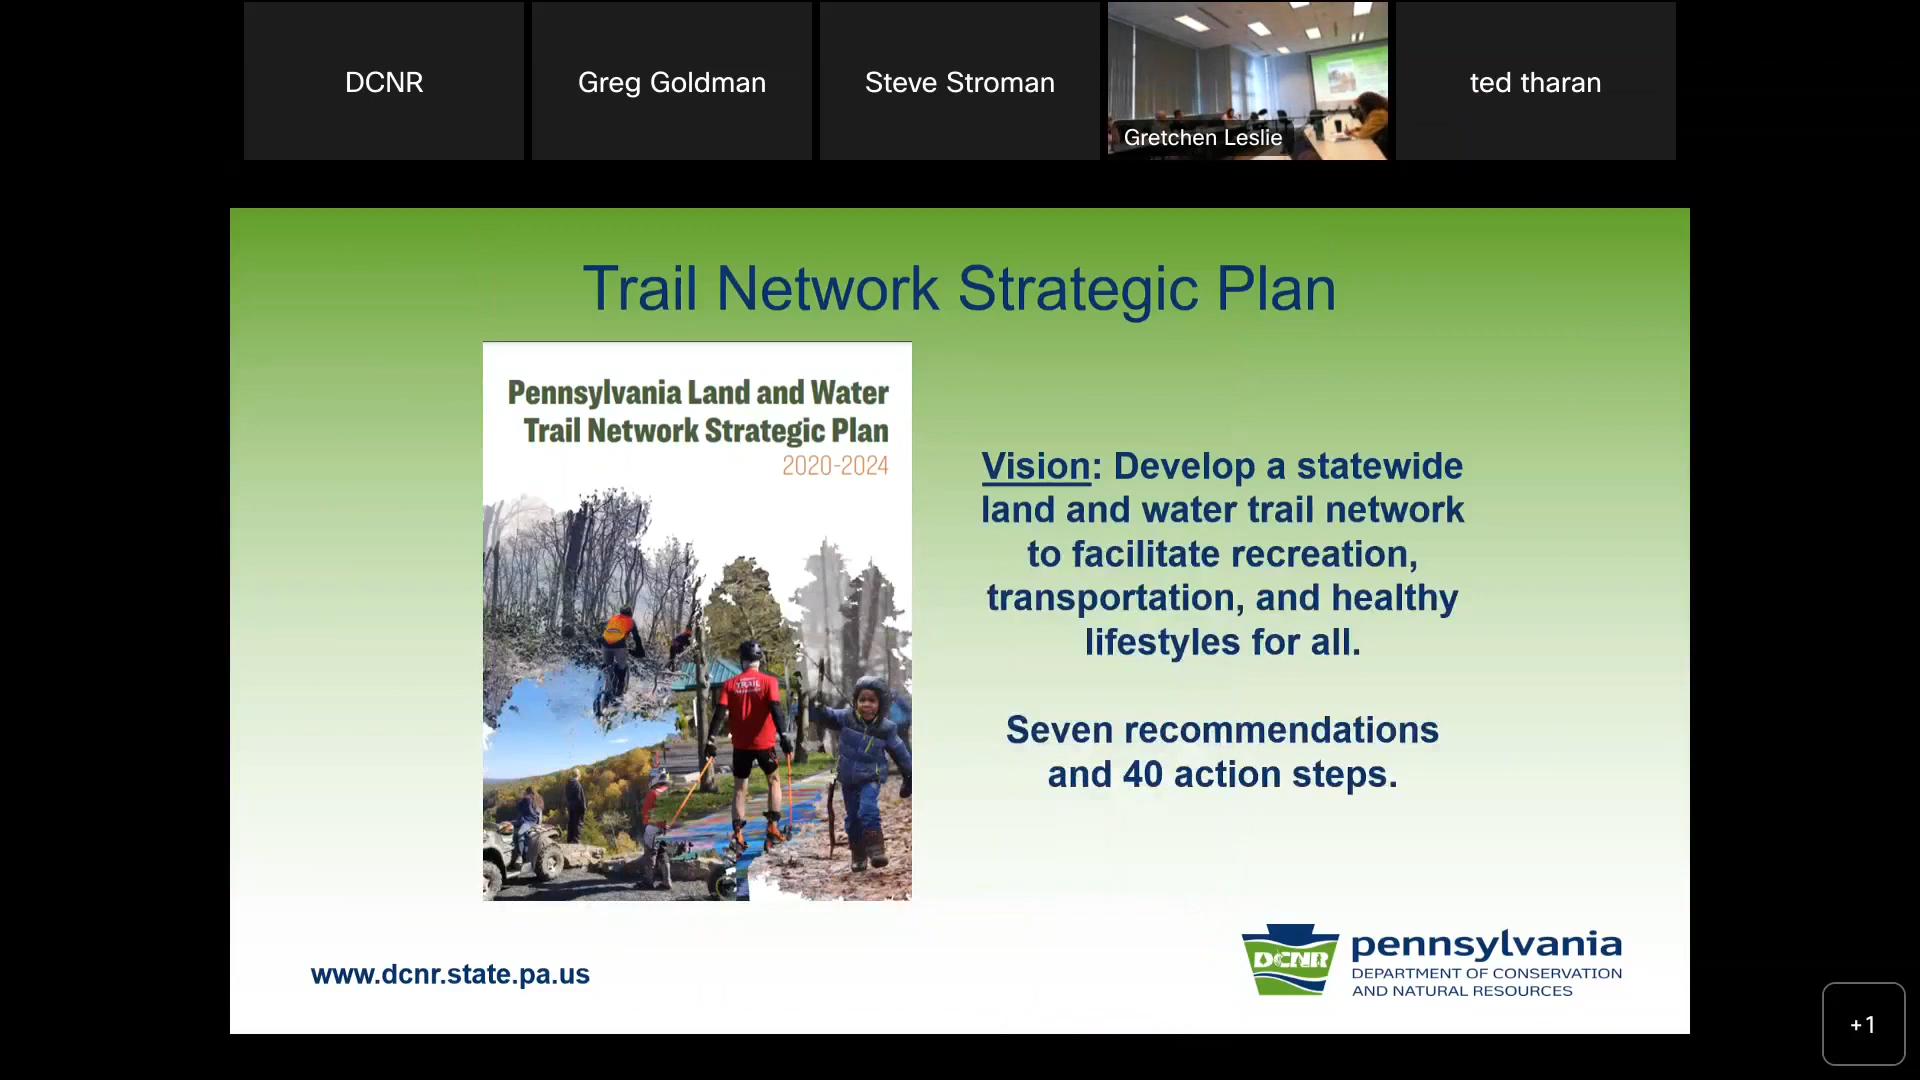 DCNR
Greg Goldman
Steve Stroman
Gretchen Leslie
ted tharan
Trail Network Strategic Plan
Pennsylvania Land and Water
Trail Network Strategic Plan
2020-2024
TRAIL
Vision: Develop a statewide
land and water trail network
to facilitate recreation,
transportation, and healthy
lifestyles for all.
Seven recommendations
and 40 action steps.
www.dcnr.state.pa.us
DCNR
pennsylvania
DEPARTMENT OF CONSERVATION
AND NATURAL RESOURCES
+1